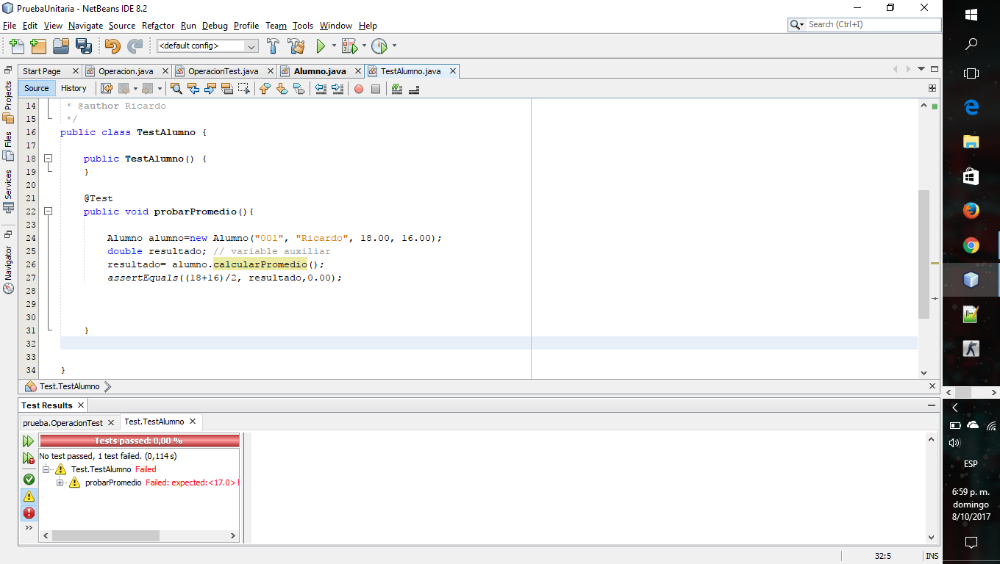 PruebaUnitaria - NetBeans IDE 8.2
File Edit View Navigate Source Refactor Run Debug Profile Team Tools Window Help
Search (Ctrl+I)
<default config>
Start Page
Operacion.java
OperacionTest.java
Alumno.java
TestAlumno.java
Source
History
Projects
Files
Services
Navigator
14 * @author Ricardo
15 */
16 public class TestAlumno {
17
18 public TestAlumno() {
19 }
20
21 @Test
22 public void probarPromedio(){
23
24 Alumno alumno=new Alumno("001", "Ricardo", 18.00, 16.00);
25 double resultado; // variable auxiliar
26 resultado= alumno.calcularPromedio();
27 assertEquals((18+16)/2, resultado,0.00);
28
29
30
31 }
32
33
34 }
Test.TestAlumno
Test Results
prueba.OperacionTest
Test.TestAlumno
Tests passed: 0,00 %
No test passed, 1 test failed. (0,114 s)
Test.TestAlumno Failed
probarPromedio Failed: expected:<17.0>
32:5
INS
ESP
6:59 p. m.
domingo
8/10/2017